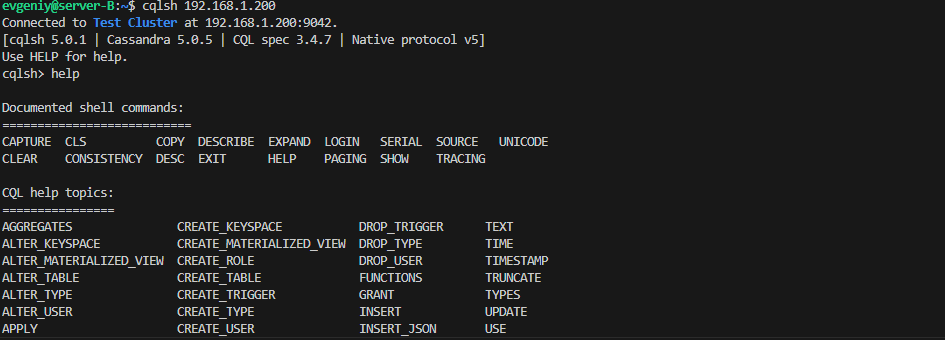 evgeniy@server-B:~$ cqlsh 192.168.1.200
Connected to Test Cluster at 192.168.1.200:9042.
[cqlsh 5.0.1 | Cassandra 5.0.5 | CQL spec 3.4.7 | Native protocol v5]
Use HELP for help.
cqlsh> help

Documented shell commands:
===========================
CAPTURE  CLS          COPY  DESCRIBE  EXPAND  LOGIN   SERIAL  SOURCE   UNICODE
CLEAR    CONSISTENCY  DESC  EXIT      HELP    PAGING  SHOW    TRACING

CQL help topics:
================
AGGREGATES               CREATE_KEYSPACE           DROP_TRIGGER      TEXT
ALTER_KEYSPACE           CREATE_MATERIALIZED_VIEW  DROP_TYPE         TIME
ALTER_MATERIALIZED_VIEW  CREATE_ROLE               DROP_USER         TIMESTAMP
ALTER_TABLE              CREATE_TABLE              FUNCTIONS         TRUNCATE
ALTER_TYPE               CREATE_TRIGGER            GRANT             TYPES
ALTER_USER               CREATE_TYPE               INSERT            UPDATE
APPLY                    CREATE_USER               INSERT_JSON       USE